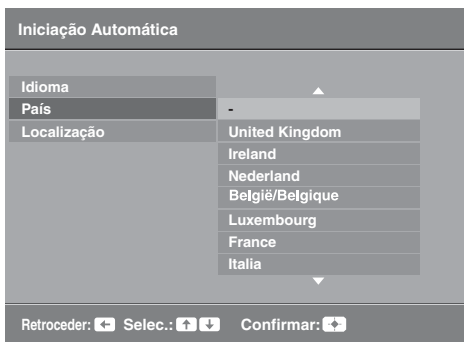 Iniciação Automática
Idioma
País
-
Localização
United Kingdom
Ireland
Nederland
België/Belgique
Luxembourg
France
Italia
Retroceder: Selec.: Confirmar: